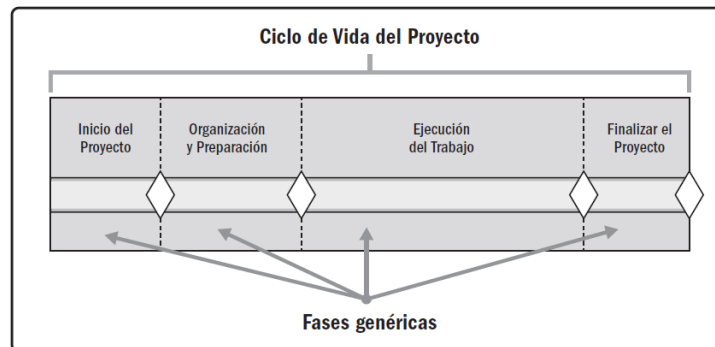 Ciclo de Vida del Proyecto
Inicio del
Proyecto
Organización
y Preparación
Ejecución
del Trabajo
Finalizar el
Proyecto
Fases genéricas